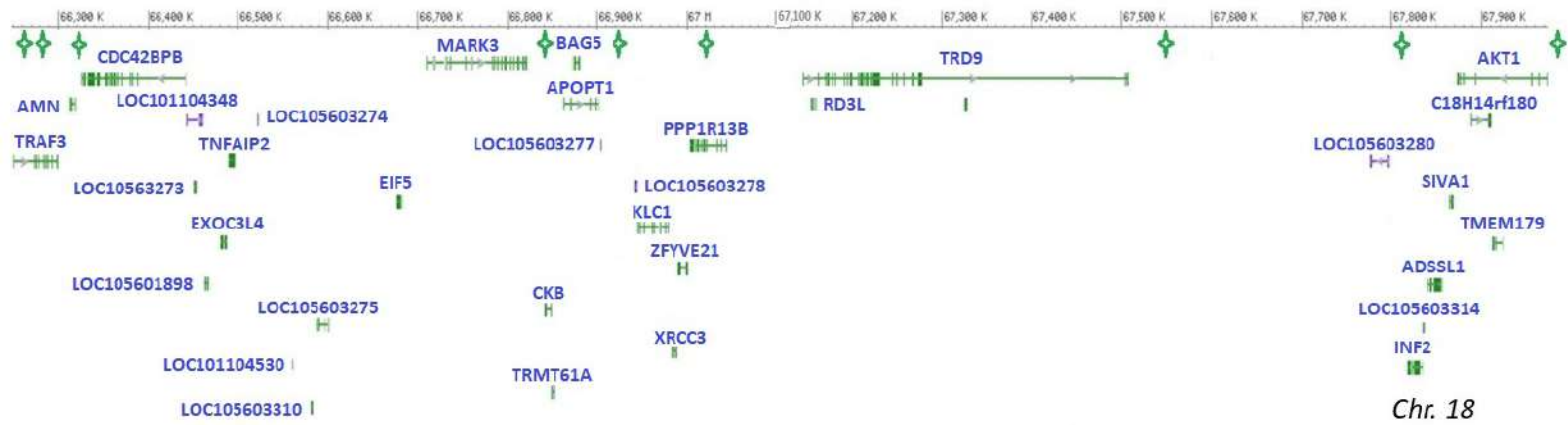 66,300 K 66,400 K 66,500 K 66,600 K 66,700 K 66,800 K 66,900 K 67 M 67,100 K 67,200 K 67,300 K 67,400 K 67,500 K 67,600 K 67,700 K 67,800 K 67,900 K
CDC42BPB MARK3 BAG5 TRD9 AKT1
AMN LOC101104348 LOC105603274 APOPT1 RD3L C18H14rf180
TRAF3 TNFAIP2 LOC105603277 PPP1R13B LOC105603280
LOC10563273 EIF5 LOC105603278 SIVA1
EXOC3L4 KLC1 TMEM179
ZFYVE21
LOC105601898 ADSSL1
LOC105603275 CKB LOC105603314
XRCC3 INF2
LOC101104530 TRMT61A
LOC105603310 Chr. 18